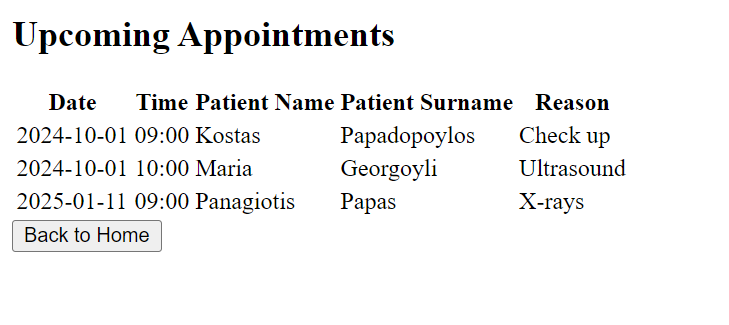 Upcoming Appointments
Date Time Patient Name Patient Surname Reason
2024-10-01 09:00 Kostas Papadopoylos Check up
2024-10-01 10:00 Maria Georgoyli Ultrasound
2025-01-11 09:00 Panagiotis Papas X-rays
Back to Home